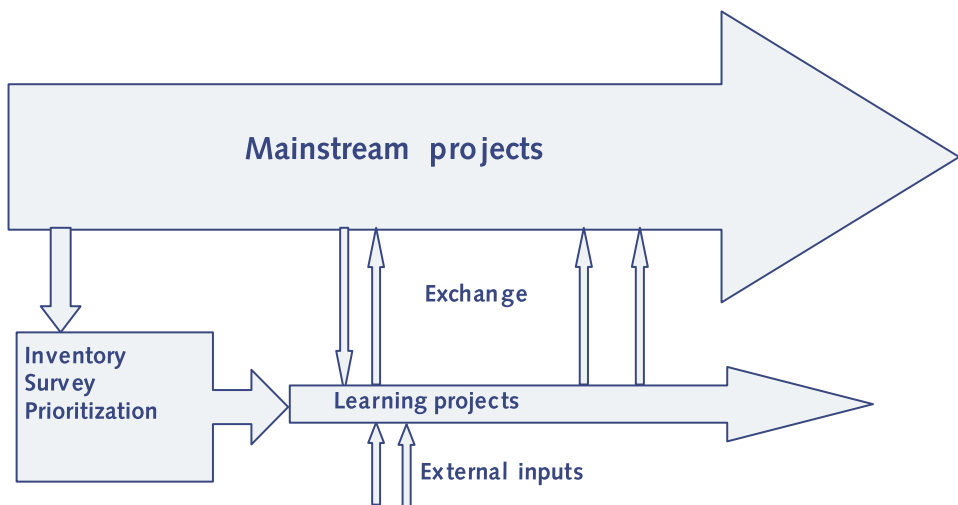 Mainstream projects
Exchange
Inventory
Survey
Prioritization
Learning projects
External inputs